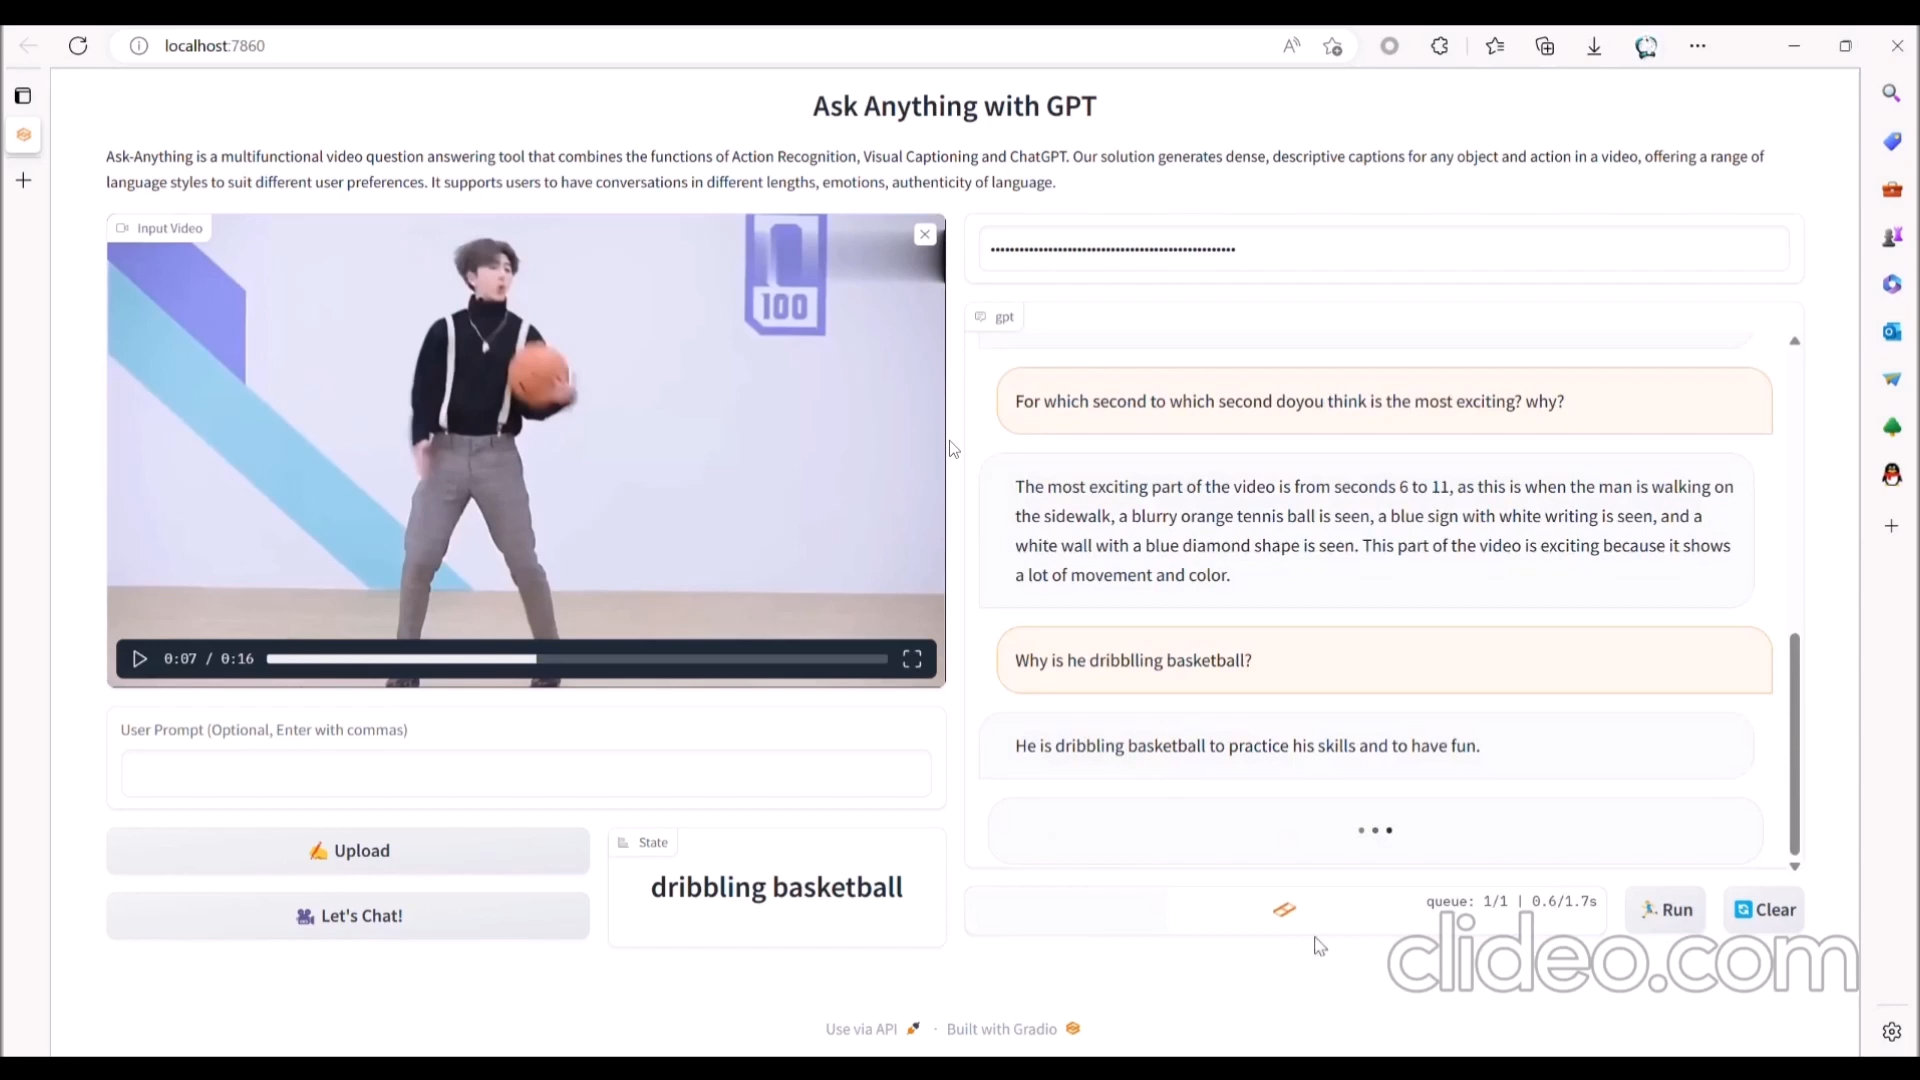 localhost:7860
Ask Anything with GPT
Ask-Anything is a multifunctional video question answering tool that combines the functions of Action Recognition, Visual Captioning and ChatGPT. Our solution generates dense, descriptive captions for any object and action in a video, offering a range of
language styles to suit different user preferences. It supports users to have conversations in different lengths, emotions, authenticity of language.
Input Video
100
0:07 / 0:16
User Prompt (Optional, Enter with commas)
Upload
Let's Chat!
State
dribbling basketball
••••••••••••••••••••••••••••••••••••••••••••••••••••
gpt
For which second to which second doyou think is the most exciting? why?
The most exciting part of the video is from seconds 6 to 11, as this is when the man is walking on
the sidewalk, a blurry orange tennis ball is seen, a blue sign with white writing is seen, and a
white wall with a blue diamond shape is seen. This part of the video is exciting because it shows
a lot of movement and color.
Why is he dribblling basketball?
He is dribbling basketball to practice his skills and to have fun.
queue: 1/1 | 0.6/1.7s
Run
Clear
clideo.com
Use via API · Built with Gradio